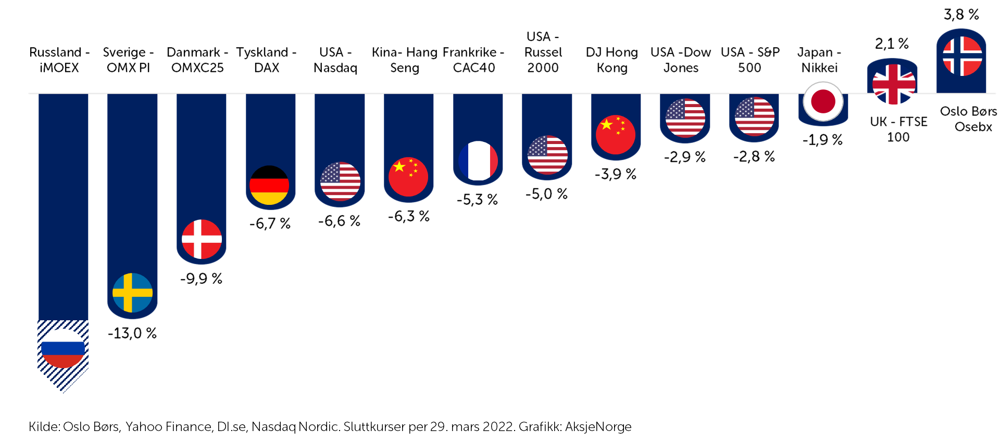 Russland -
iMOEX
Sverige -
OMX PI
Danmark -
OMXC25
Tyskland -
DAX
USA -
Nasdaq
Kina- Hang
Seng
Frankrike -
CAC40
USA -
Russel
2000
DJ Hong
Kong
USA -Dow
Jones
USA - S&P
500
Japan -
Nikkei
2,1 %
3,8 %
UK - FTSE
100
Oslo Børs
Osebx
-13,0 %
-9,9 %
-6,7 %
-6,6 %
-6,3 %
-5,3 %
-5,0 %
-3,9 %
-2,9 %
-2,8 %
-1,9 %
Kilde: Oslo Børs, Yahoo Finance, DI.se, Nasdaq Nordic. Sluttkurser per 29. mars 2022. Grafikk: AksjeNorge